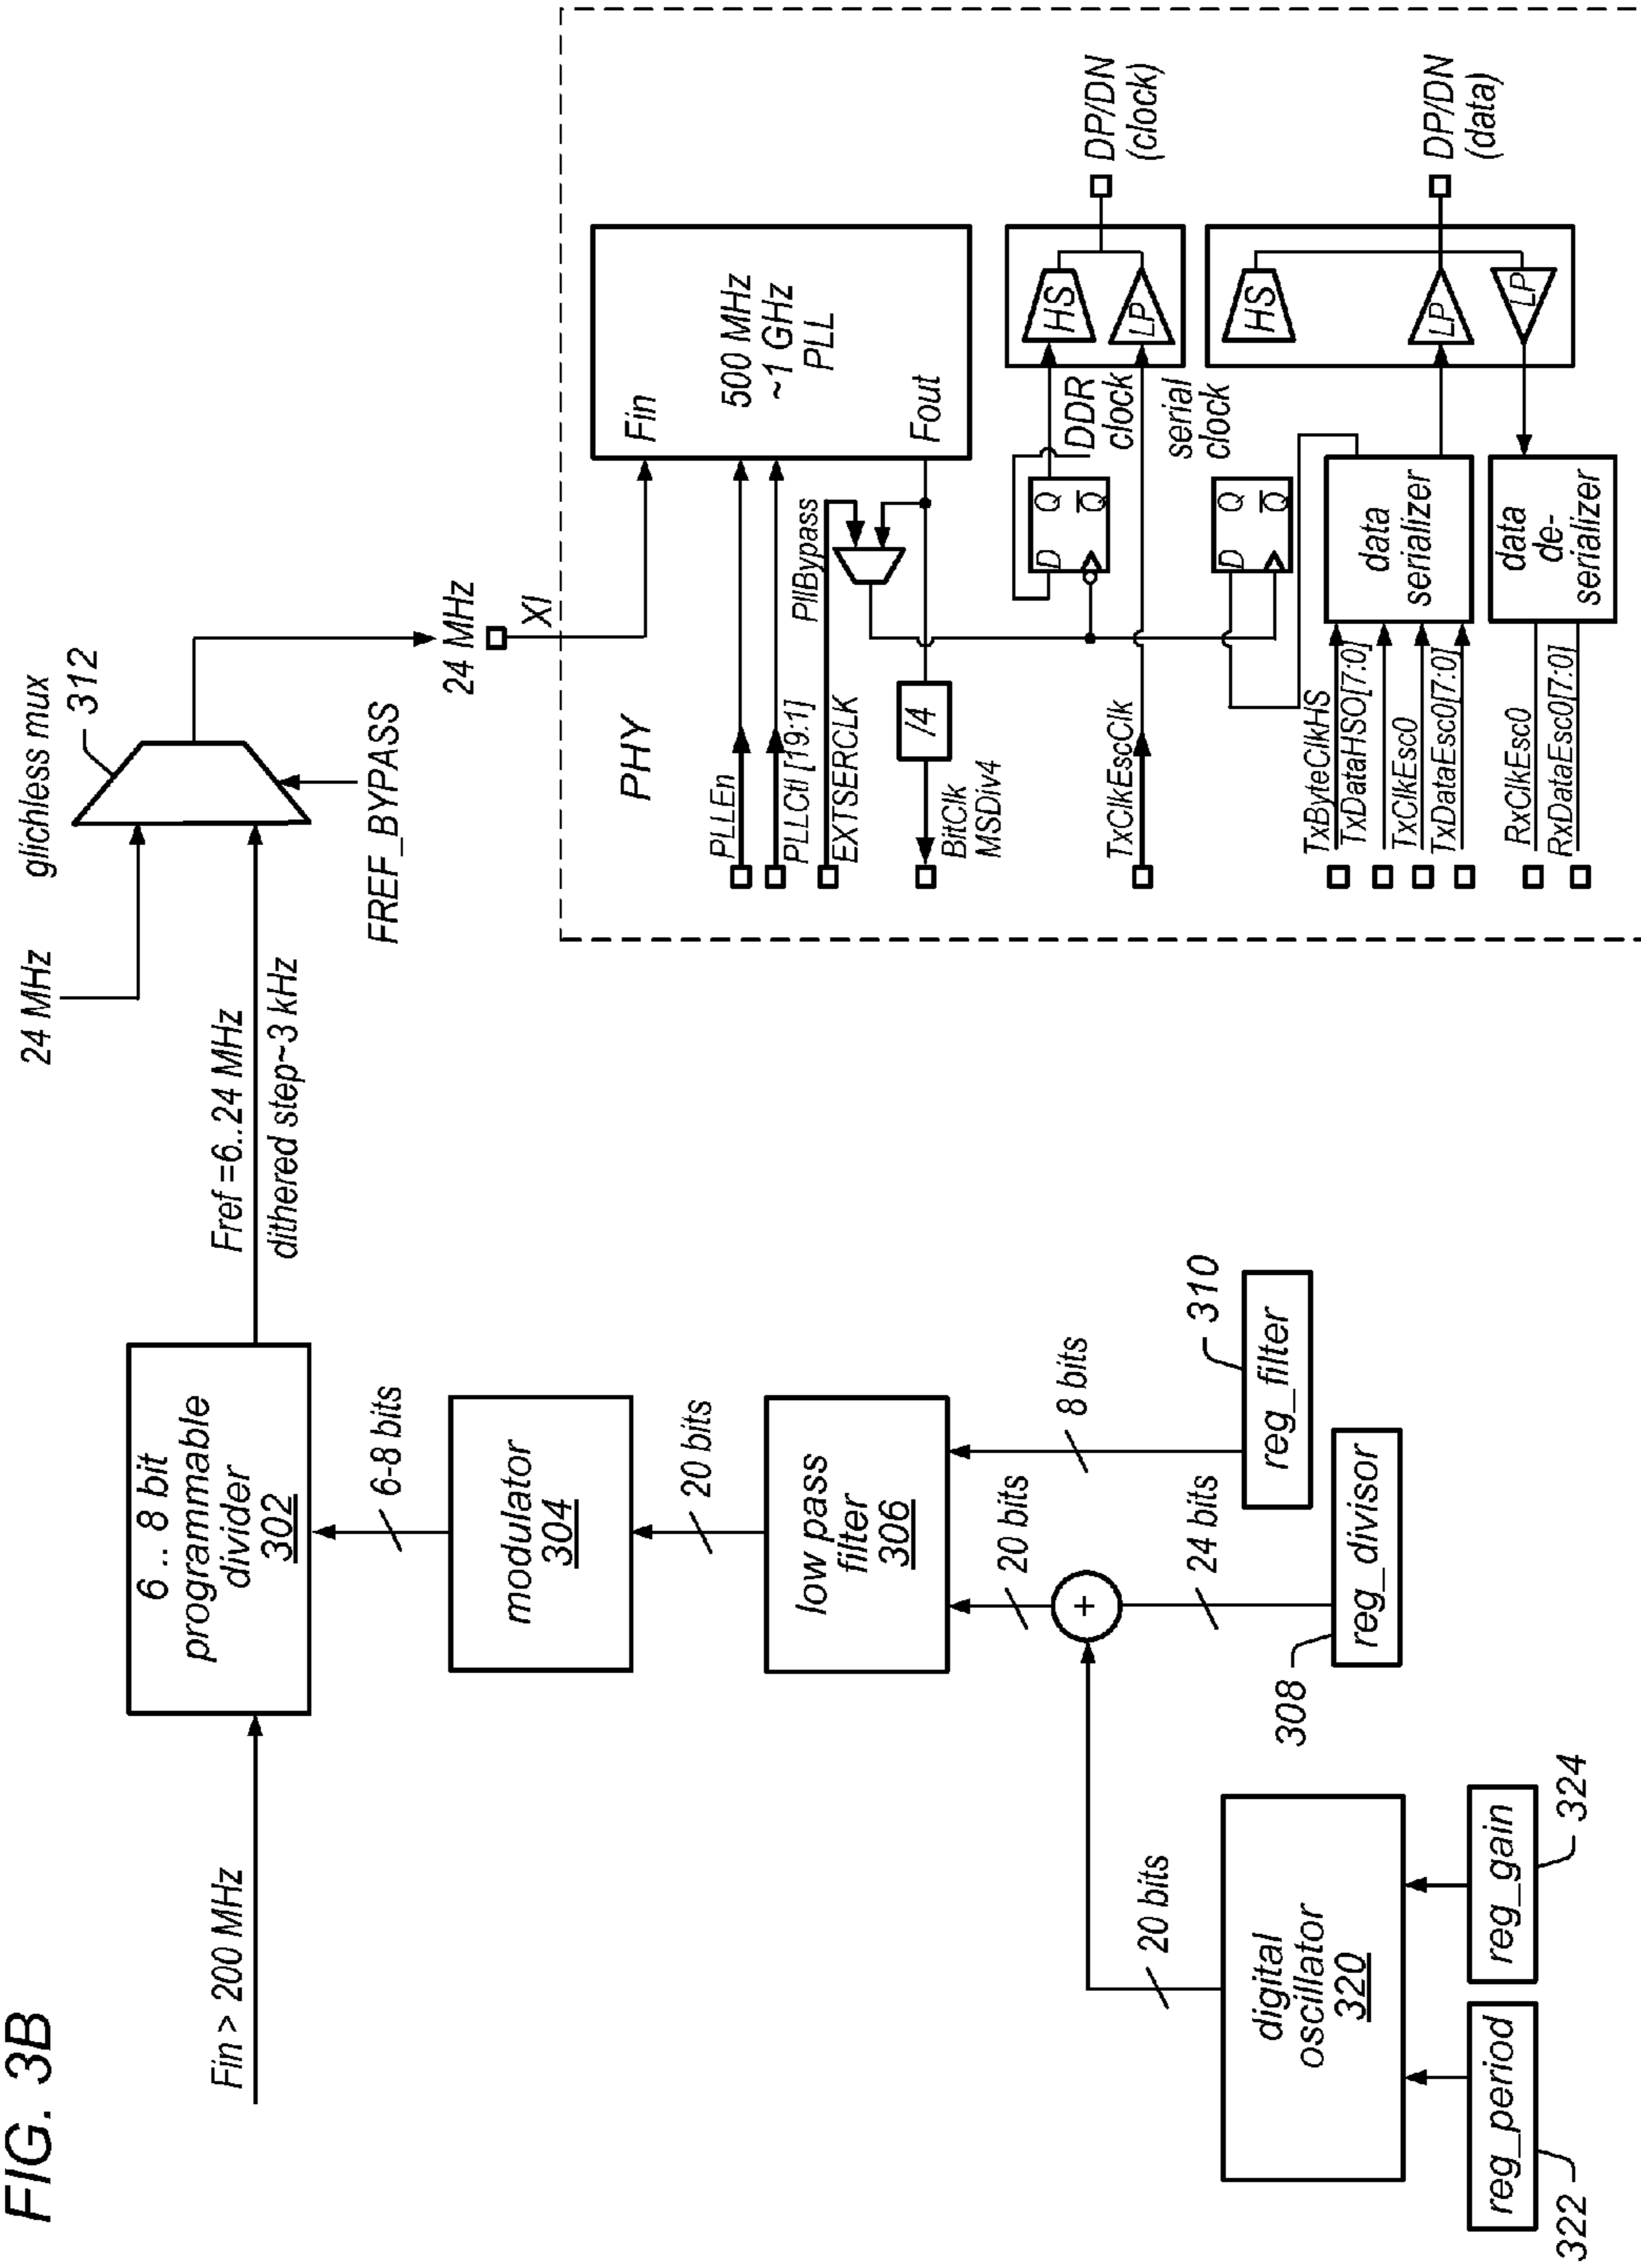 FIG. 3B
Fin > 200 MHz
6 .. 8 bit
programmable
divider
302
Fref =6..24 MHz
dithered step~3 kHz
24 MHz
glichless mux
312
FREF_BYPASS
24 MHz
XI
6-8 bits
modulator
304
20 bits
low pass
filter
306
20 bits
8 bits
24 bits
reg_filter
310
reg_divisor
308
20 bits
digital
oscillator
320
reg_period
322
reg_gain
324
PHY
PLLEn
PLLCtl [19:1]
EXTSERCLK
PllBypass
Fin
500 MHz
~1 GHz
PLL
Fout
/4
BitClk
MSDiv4
D
Q
Q
DDR
clock
HS
LP
DP/DN
(clock)
TxClkEscClk
serial
clock
D
Q
Q
TxByteClkHS
TxDataHSO[7:0]
TxClkEsc0
TxDataEsc0[7:0]
data
serializer
HS
LP
LP
DP/DN
(data)
RxClkEsc0
RxDataEsc0[7:0]
data
de-
serializer